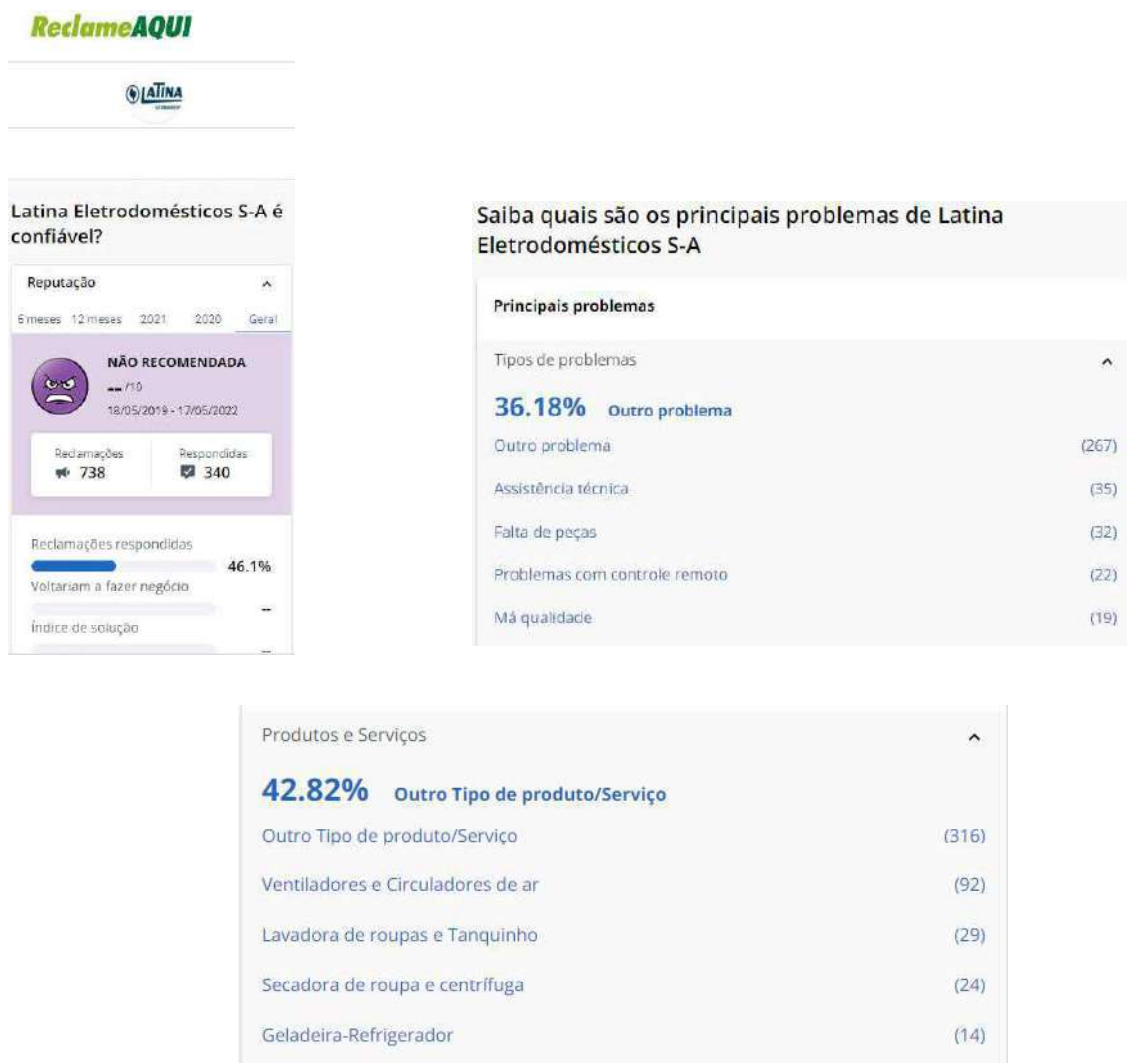 ReclameAQUI
LATINA
Latina Eletrodomésticos S-A é
confiável?
Reputação
6 meses 12 meses 2021 2020 Geral
NÃO RECOMENDADA
-- /10
18/05/2019 - 17/05/2022
Reclamações Respondidas
738 340
Reclamações respondidas
46.1%
Voltariam a fazer negócio
--
Índice de solução
--
Saiba quais são os principais problemas de Latina
Eletrodomésticos S-A
Principais problemas
Tipos de problemas
36.18% Outro problema
Outro problema (267)
Assistência técnica (35)
Falta de peças (32)
Problemas com controle remoto (22)
Má qualidade (19)
Produtos e Serviços
42.82% Outro Tipo de produto/Serviço
Outro Tipo de produto/Serviço (316)
Ventiladores e Circuladores de ar (92)
Lavadora de roupas e Tanquinho (29)
Secadora de roupa e centrífuga (24)
Geladeira-Refrigerador (14)